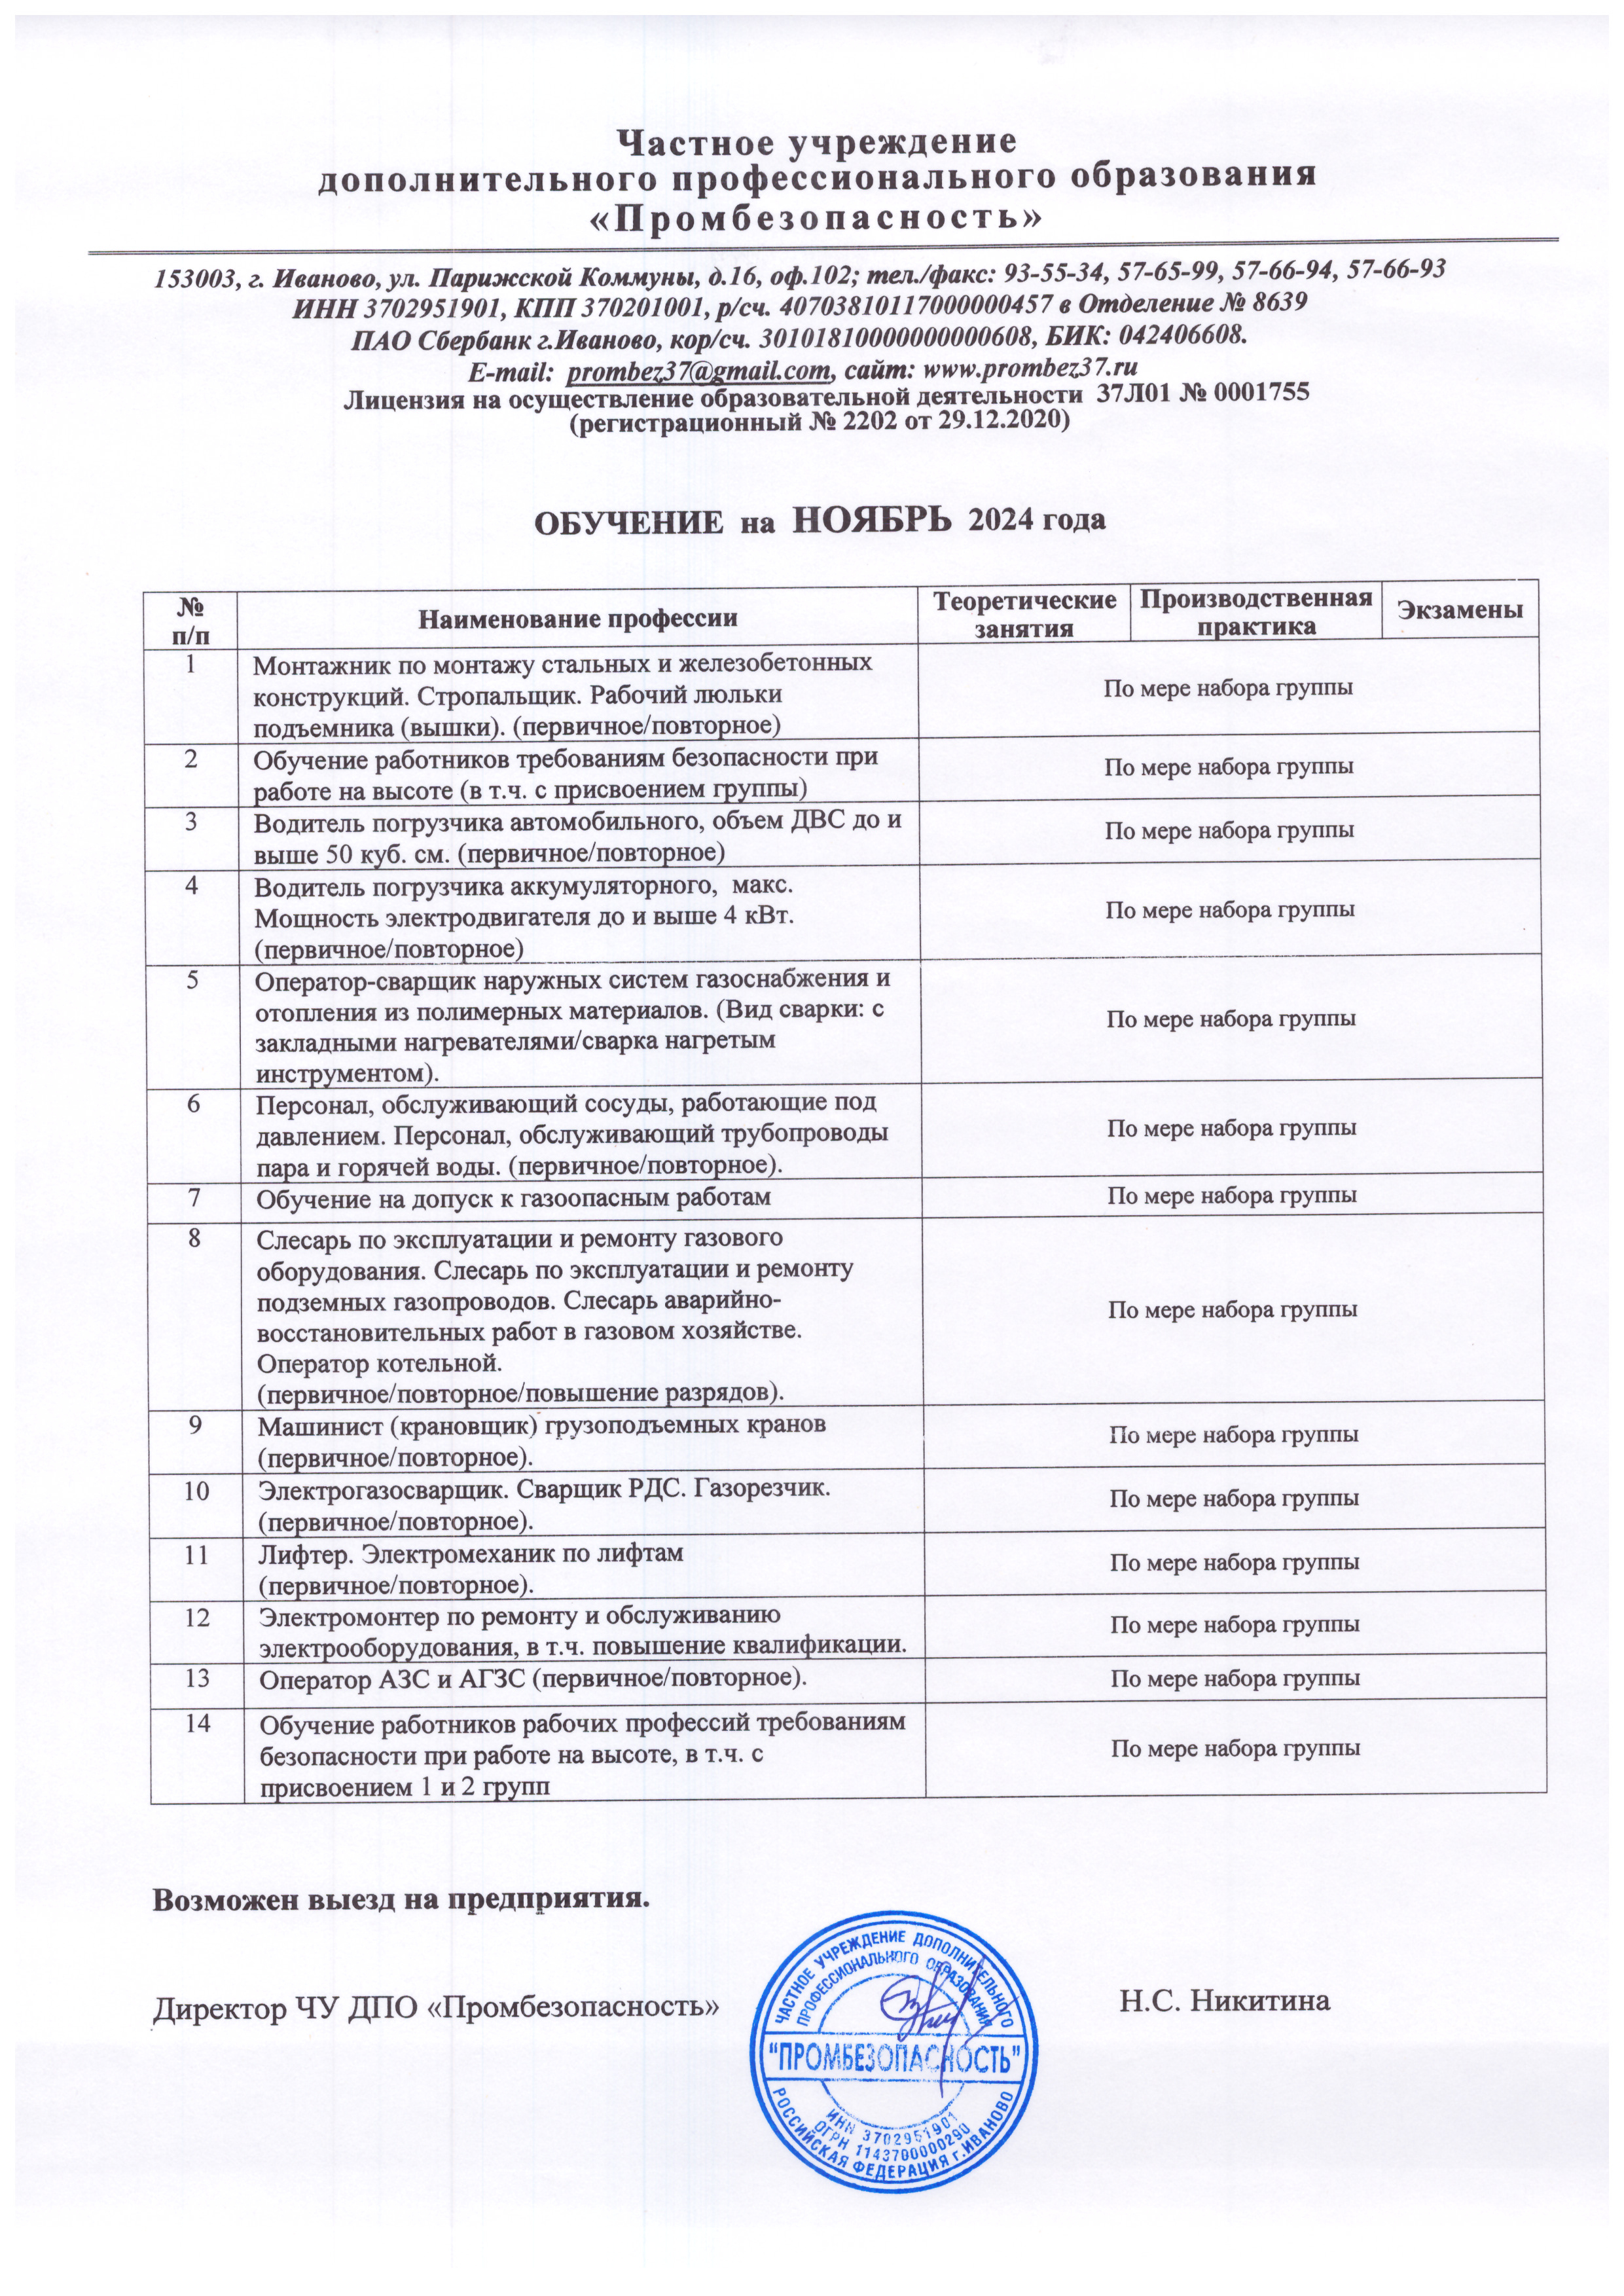 Частное учреждение
дополнительного профессионального образования
«Промбезопасность»
153003, г. Иваново, ул. Парижской Коммуны, д.16, оф.102; тел./факс: 93-55-34, 57-65-99, 57-66-94, 57-66-93
ИНН 3702951901, КПП 370201001, р/сч. 40703810117000000457 в Отделение № 8639
ПАО Сбербанк г.Иваново, кор/сч. 30101810000000000608, БИК: 042406608.
E-mail: prombez37@gmail.com, сайт: www.prombez37.ru
Лицензия на осуществление образовательной деятельности 37Л01 № 0001755
(регистрационный № 2202 от 29.12.2020)
ОБУЧЕНИЕ на НОЯБРЬ 2024 года
№
п/п
Наименование профессии
Теоретические
занятия
Производственная
практика
Экзамены
1
Монтажник по монтажу стальных и железобетонных
конструкций. Стропальщик. Рабочий люльки
подъемника (вышки). (первичное/повторное)
По мере набора группы
2
Обучение работников требованиям безопасности при
работе на высоте (в т.ч. с присвоением группы)
По мере набора группы
3
Водитель погрузчика автомобильного, объем ДВС до и
выше 50 куб. см. (первичное/повторное)
По мере набора группы
4
Водитель погрузчика аккумуляторного, макс.
Мощность электродвигателя до и выше 4 кВт.
(первичное/повторное)
По мере набора группы
5
Оператор-сварщик наружных систем газоснабжения и
отопления из полимерных материалов. (Вид сварки: с
закладными нагревателями/сварка нагретым
инструментом).
По мере набора группы
6
Персонал, обслуживающий сосуды, работающие под
давлением. Персонал, обслуживающий трубопроводы
пара и горячей воды. (первичное/повторное).
По мере набора группы
7
Обучение на допуск к газоопасным работам
По мере набора группы
8
Слесарь по эксплуатации и ремонту газового
оборудования. Слесарь по эксплуатации и ремонту
подземных газопроводов. Слесарь аварийно-
восстановительных работ в газовом хозяйстве.
Оператор котельной.
(первичное/повторное/повышение разрядов).
По мере набора группы
9
Машинист (крановщик) грузоподъемных кранов
(первичное/повторное).
По мере набора группы
10
Электрогазосварщик. Сварщик РДС. Газорезчик.
(первичное/повторное).
По мере набора группы
11
Лифтер. Электромеханик по лифтам
(первичное/повторное).
По мере набора группы
12
Электромонтер по ремонту и обслуживанию
электрооборудования, в т.ч. повышение квалификации.
По мере набора группы
13
Оператор АЗС и АГЗС (первичное/повторное).
По мере набора группы
14
Обучение работников рабочих профессий требованиям
безопасности при работе на высоте, в т.ч. с
присвоением 1 и 2 групп
По мере набора группы
Возможен выезд на предприятия.
Директор ЧУ ДПО «Промбезопасность»
Н.С. Никитина
ЧАСТНОЕ УЧРЕЖДЕНИЕ ДОПОЛНИТЕЛЬНОГО
ПРОФЕССИОНАЛЬНОГО ОБРАЗОВАНИЯ
"ПРОМБЕЗОПАСНОСТЬ"
ИНН 3702951901
ОГРН 1143700000290
РОССИЙСКАЯ ФЕДЕРАЦИЯ г.ИВАНОВО